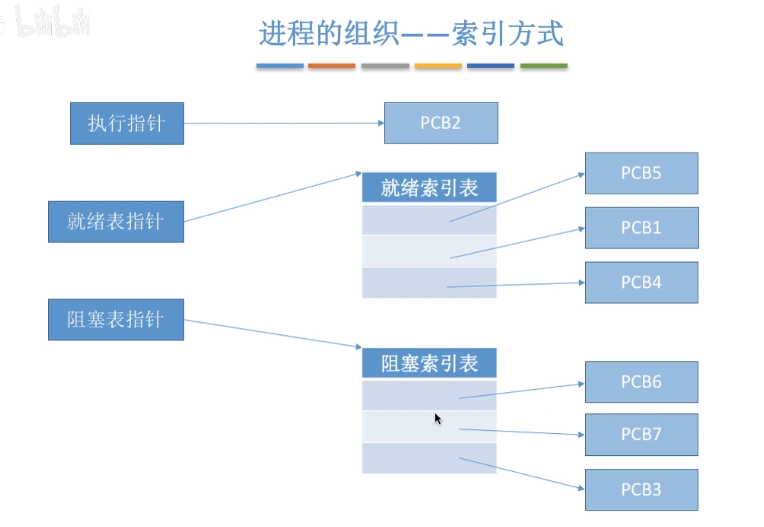 bilibili
进程的组织——索引方式
执行指针
PCB2
就绪表指针
就绪索引表
PCB5
PCB1
PCB4
阻塞表指针
阻塞索引表
PCB6
PCB7
PCB3